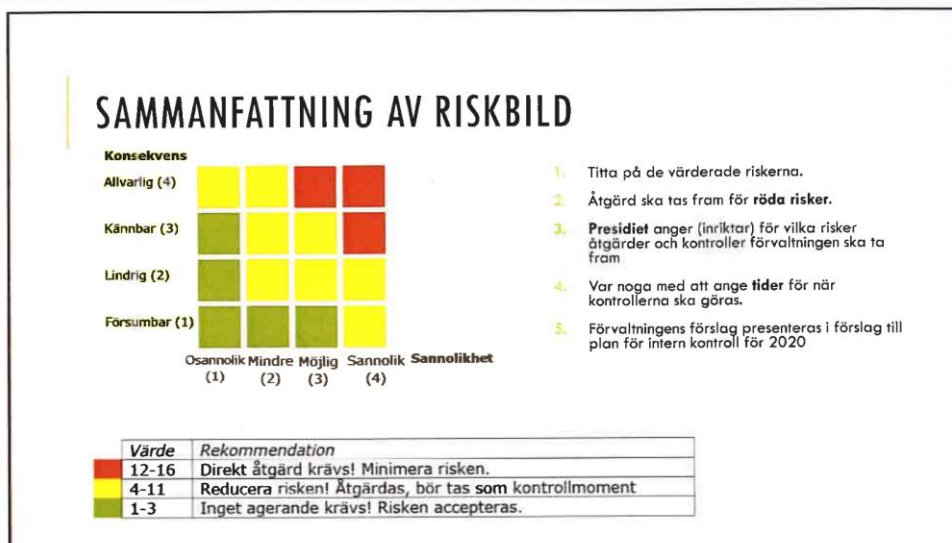 SAMMANFATTNING AV RISKBILD
Konsekvens
Allvarlig (4)
Kännbar (3)
Lindrig (2)
Försumbar (1)
Osannolik Mindre Möjlig Sannolik Sannolikhet
(1) (2) (3) (4)
1. Titta på de värderade riskerna.
2. Åtgärd ska tas fram för röda risker.
3. Presidiet anger (inriktar) för vilka risker
åtgärder och kontroller förvaltningen ska ta
fram
4. Var noga med att ange tider för när
kontrollerna ska göras.
5. Förvaltningens förslag presenteras i förslag till
plan för intern kontroll för 2020
Värde Rekommendation
12-16 Direkt åtgärd krävs! Minimera risken.
4-11 Reducera risken! Åtgärdas, bör tas som kontrollmoment
1-3 Inget agerande krävs! Risken accepteras.